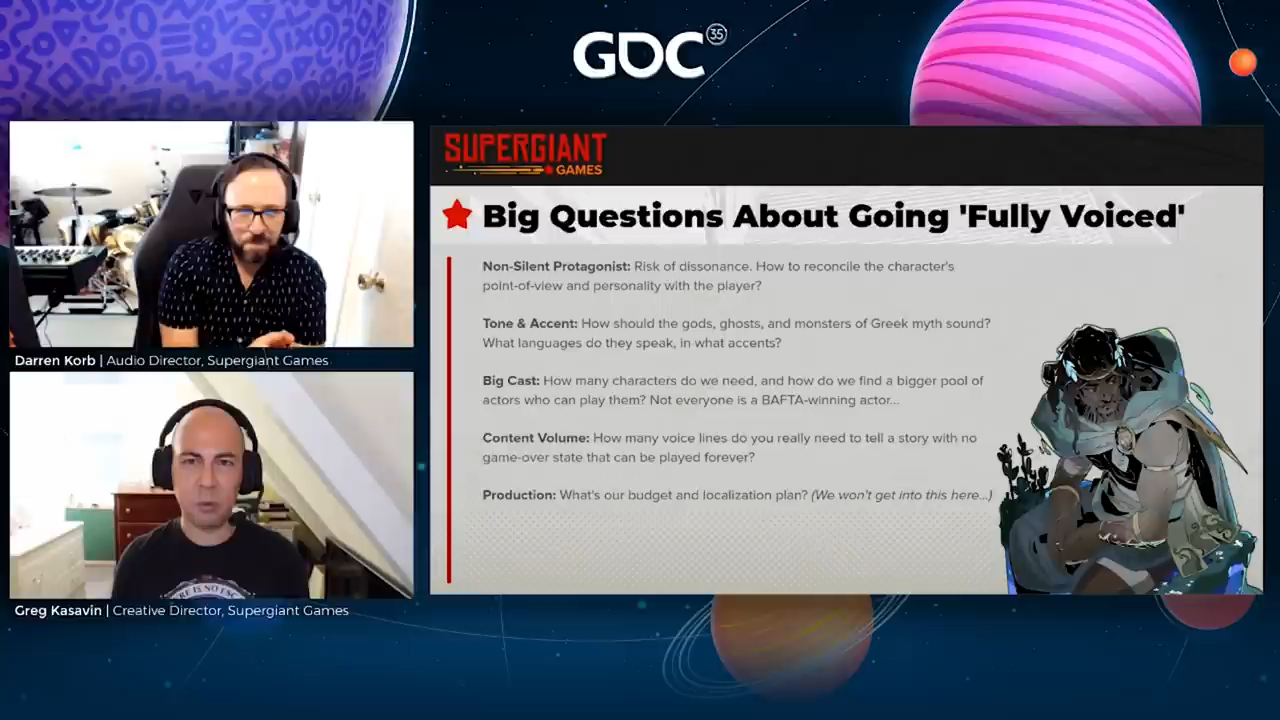 GDC 35
SUPERGIANT
GAMES
Big Questions About Going 'Fully Voiced'
Non-Silent Protagonist: Risk of dissonance. How to reconcile the character's
point-of-view and personality with the player?
Tone & Accent: How should the gods, ghosts, and monsters of Greek myth sound?
What languages do they speak, in what accents?
Big Cast: How many characters do we need, and how do we find a bigger pool of
actors who can play them? Not everyone is a BAFTA-winning actor...
Content Volume: How many voice lines do you really need to tell a story with no
game-over state that can be played forever?
Production: What's our budget and localization plan? (We won't get into this here...)
Darren Korb | Audio Director, Supergiant Games
IS NO
Greg Kasavin | Creative Director, Supergiant Games